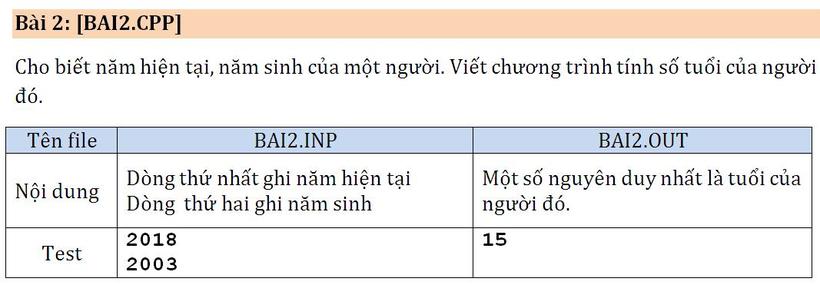 Bài 2: [BAI2.CPP]
Cho biết năm hiện tại, năm sinh của một người. Viết chương trình tính số tuổi của người
đó.
Tên file BAI2.INP BAI2.OUT
Nội dung
Dòng thứ nhất ghi năm hiện tại
Dòng thứ hai ghi năm sinh
Một số nguyên duy nhất là tuổi của
người đó.
Test
2018
2003
15